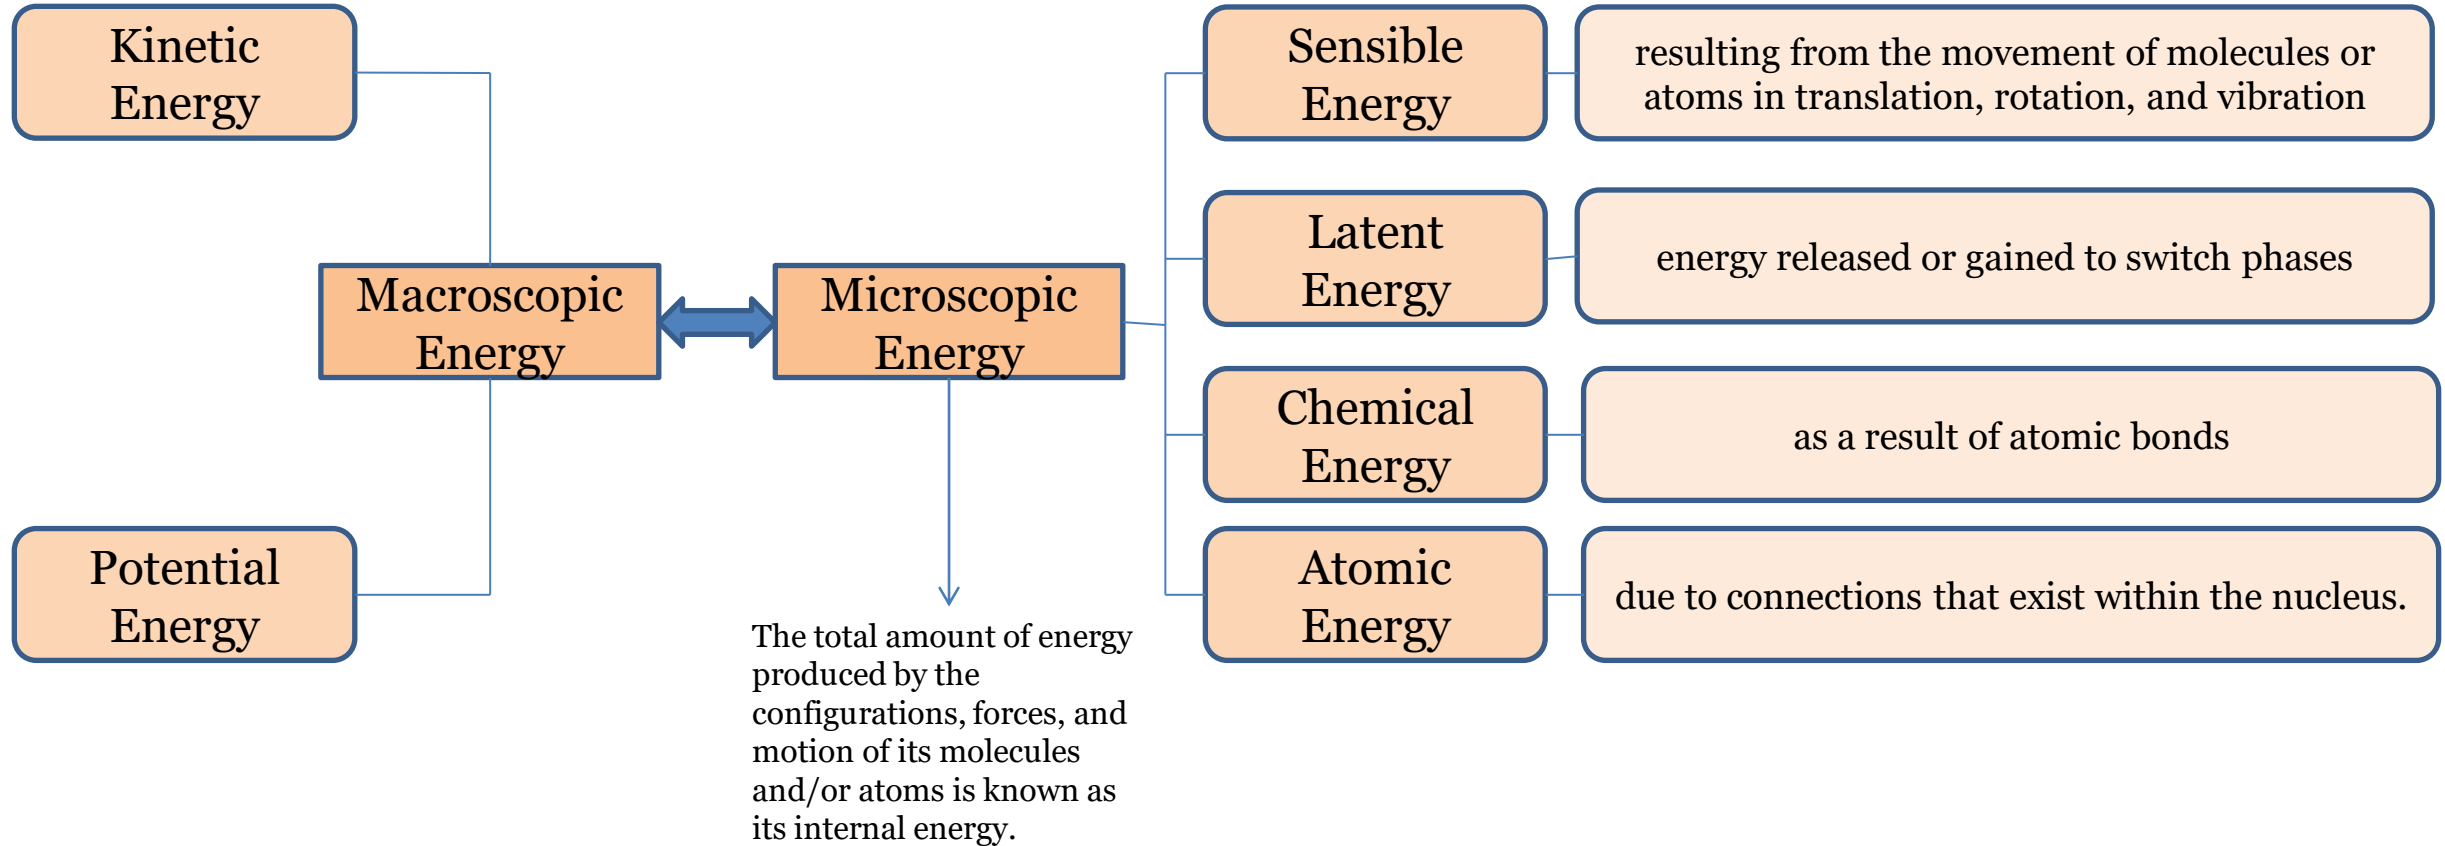 Kinetic
Energy
Sensible
Energy
resulting from the movement of molecules or
atoms in translation, rotation, and vibration
Latent
Energy
energy released or gained to switch phases
Macroscopic
Energy
Microscopic
Energy
Chemical
Energy
as a result of atomic bonds
Potential
Energy
Atomic
Energy
due to connections that exist within the nucleus.
The total amount of energy
produced by the
configurations, forces, and
motion of its molecules
and/or atoms is known as
its internal energy.